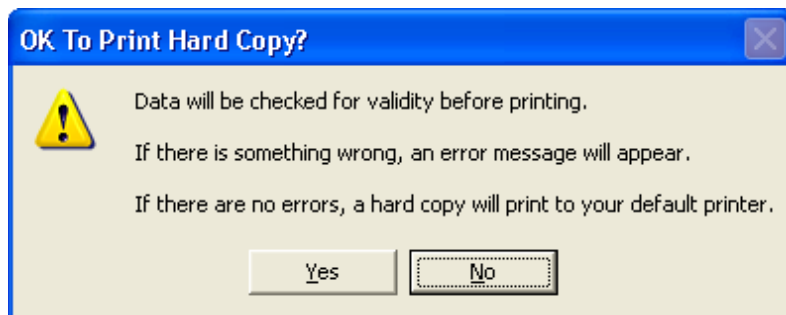 OK To Print Hard Copy?
Data will be checked for validity before printing.
If there is something wrong, an error message will appear.
If there are no errors, a hard copy will print to your default printer.
Yes No